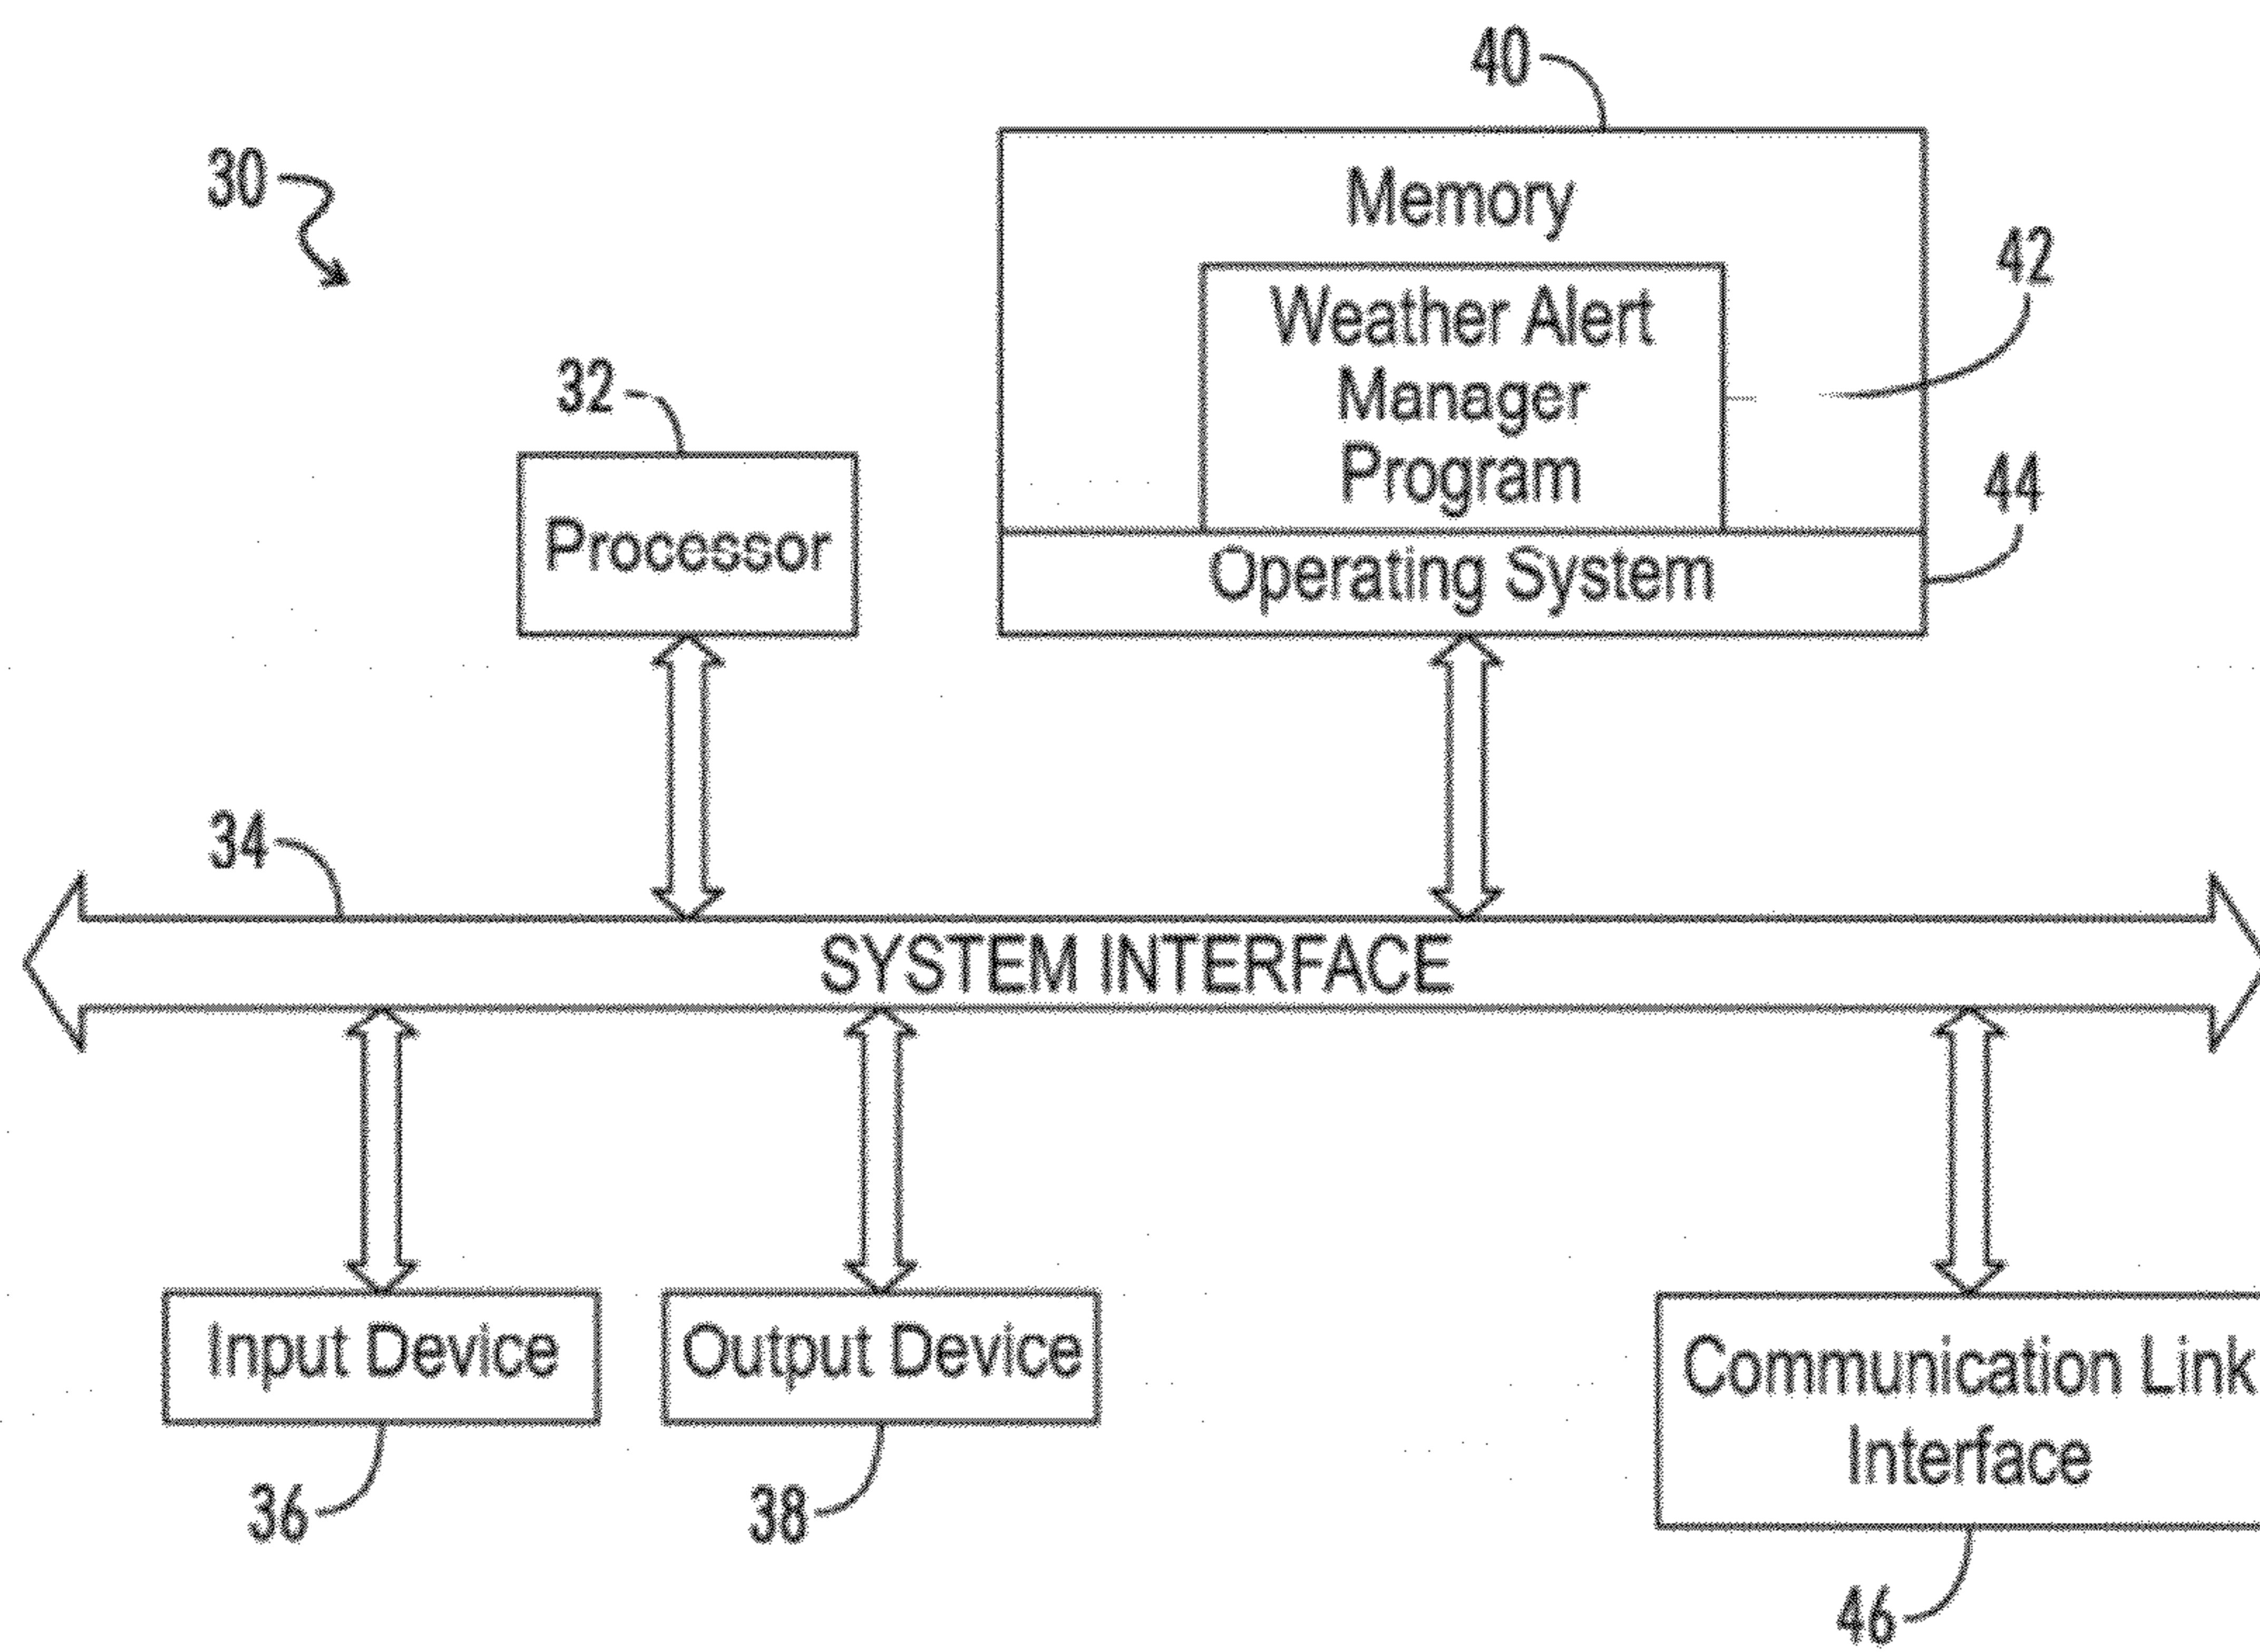 40
30
Memory
42
Weather Alert
Manager
Program
32
44
Processor
Operating System
34
SYSTEM INTERFACE
Input Device
Output Device
Communication Link
Interface
36
38
46